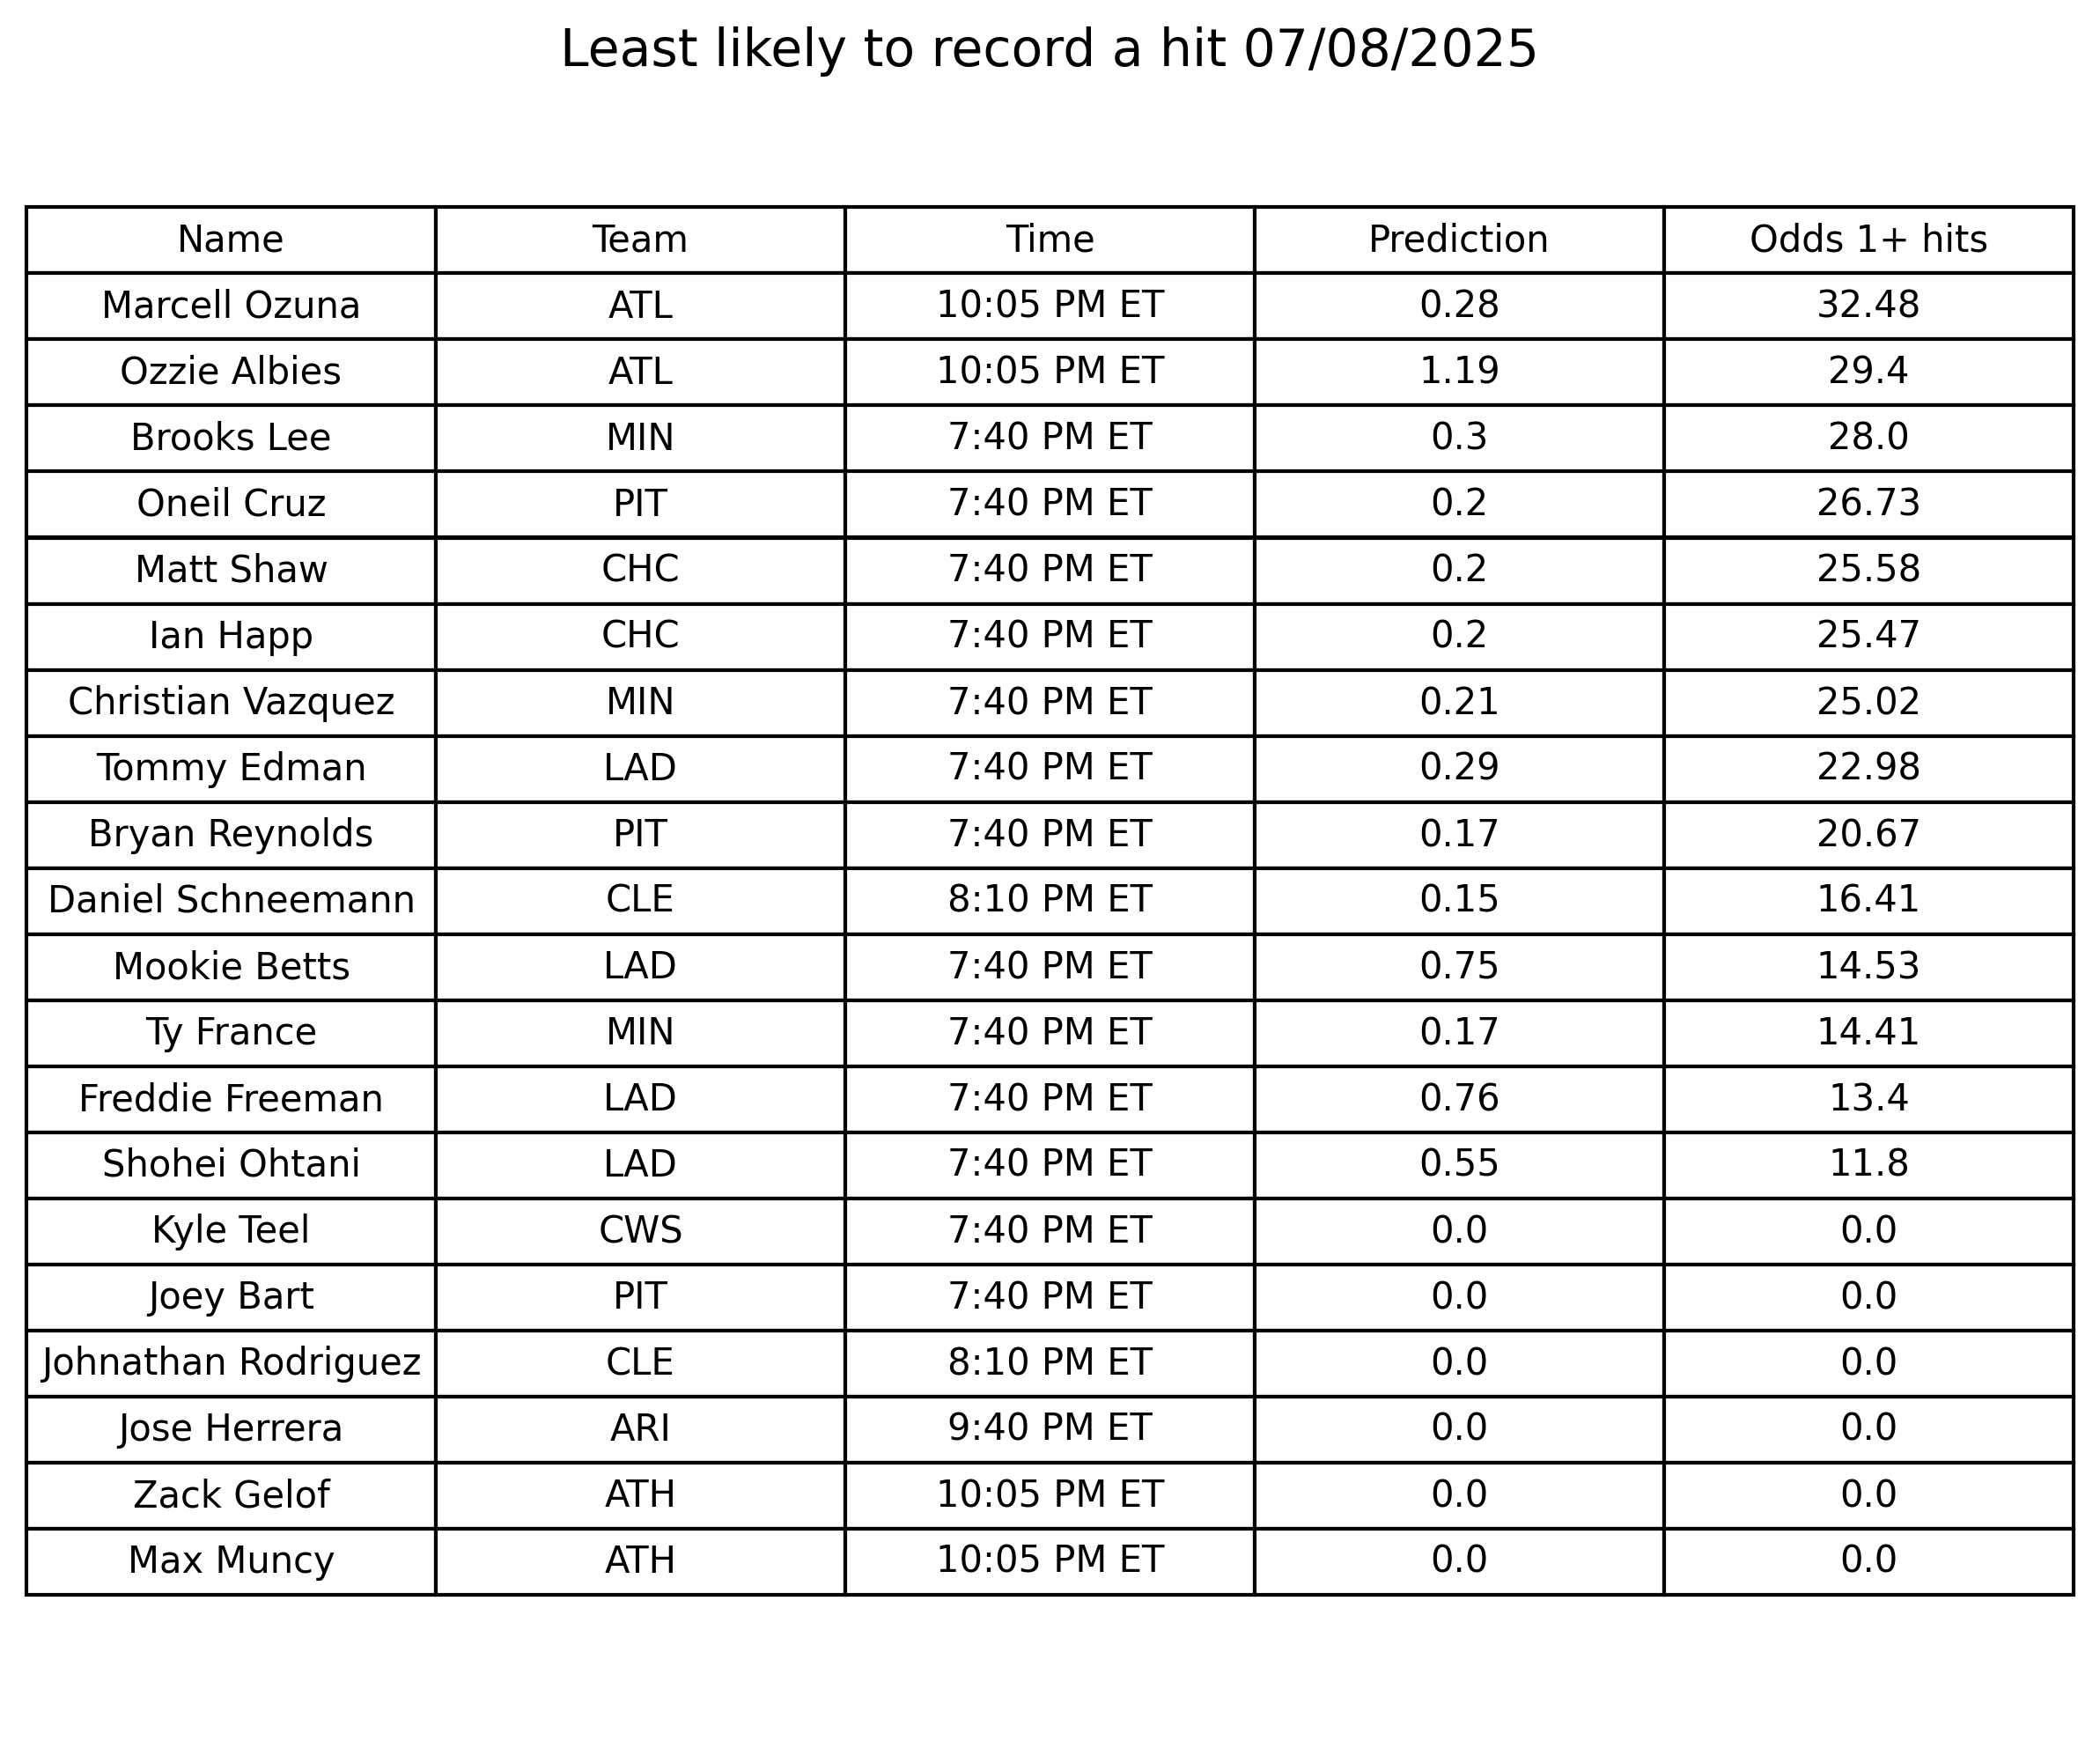 Least likely to record a hit 07/08/2025
Name Team Time Prediction Odds 1+ hits
Marcell Ozuna ATL 10:05 PM ET 0.28 32.48
Ozzie Albies ATL 10:05 PM ET 1.19 29.4
Brooks Lee MIN 7:40 PM ET 0.3 28.0
Oneil Cruz PIT 7:40 PM ET 0.2 26.73
Matt Shaw CHC 7:40 PM ET 0.2 25.58
Ian Happ CHC 7:40 PM ET 0.2 25.47
Christian Vazquez MIN 7:40 PM ET 0.21 25.02
Tommy Edman LAD 7:40 PM ET 0.29 22.98
Bryan Reynolds PIT 7:40 PM ET 0.17 20.67
Daniel Schneemann CLE 8:10 PM ET 0.15 16.41
Mookie Betts LAD 7:40 PM ET 0.75 14.53
Ty France MIN 7:40 PM ET 0.17 14.41
Freddie Freeman LAD 7:40 PM ET 0.76 13.4
Shohei Ohtani LAD 7:40 PM ET 0.55 11.8
Kyle Teel CWS 7:40 PM ET 0.0 0.0
Joey Bart PIT 7:40 PM ET 0.0 0.0
Johnathan Rodriguez CLE 8:10 PM ET 0.0 0.0
Jose Herrera ARI 9:40 PM ET 0.0 0.0
Zack Gelof ATH 10:05 PM ET 0.0 0.0
Max Muncy ATH 10:05 PM ET 0.0 0.0